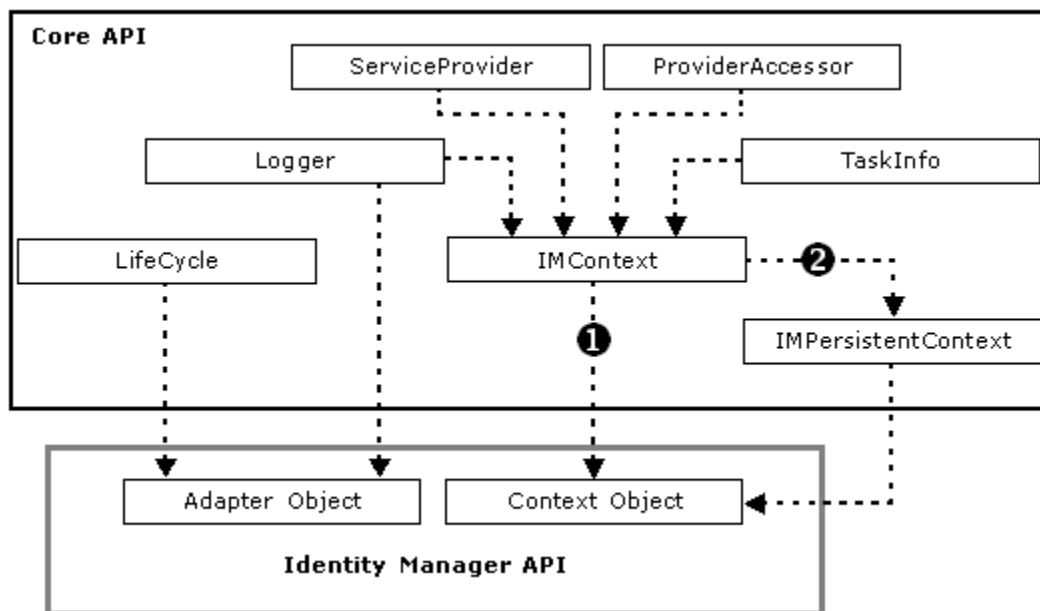 Core API
ServiceProvider
ProviderAccessor
Logger
TaskInfo
LifeCycle
IMContext
2
1
IMPersistentContext
Adapter Object
Context Object
Identity Manager API